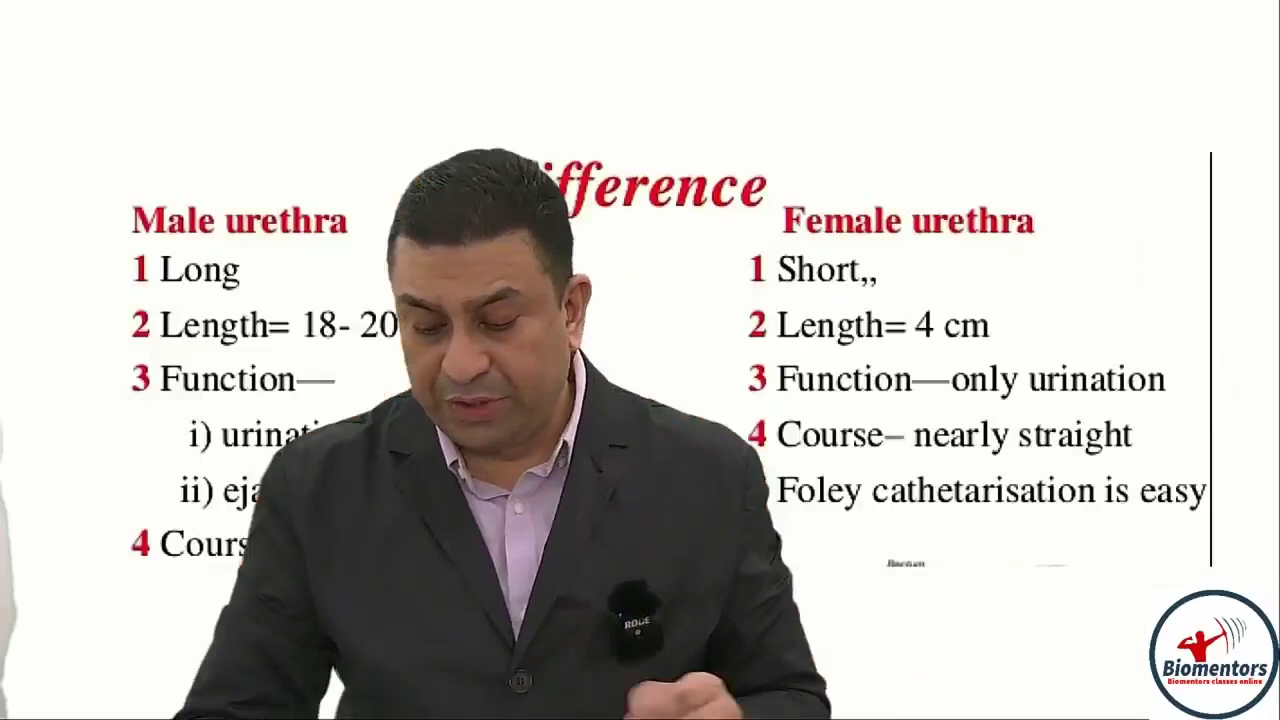 ifference
Male urethra
1 Long
2 Length= 18- 20
3 Function—
i) urinati
ii) eja
4 Cours
Female urethra
1 Short,,
2 Length= 4 cm
3 Function—only urination
4 Course– nearly straight
Foley cathetarisation is easy
RODE
Biomentors
Biomentors classes online